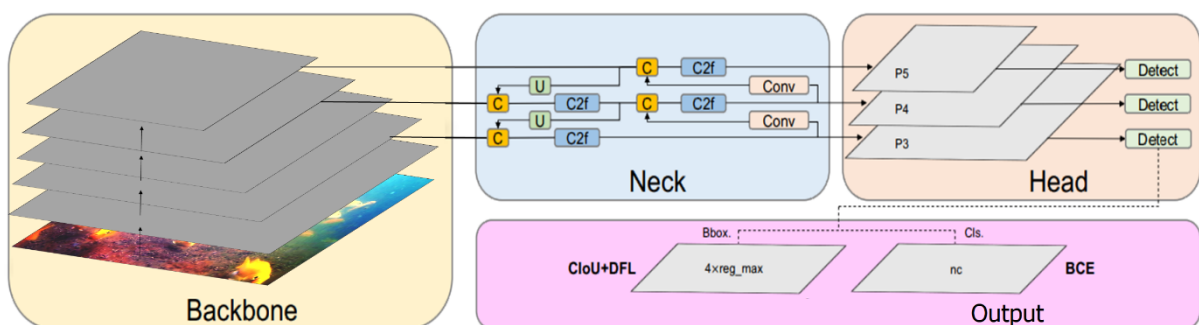 C C2f P5 Detect
U Conv
C C2f C C2f P4 Detect
U Conv
C C2f P3 Detect
Neck Head
Bbox. Cls.
CIoU+DFL 4×reg_max nc BCE
Backbone Output